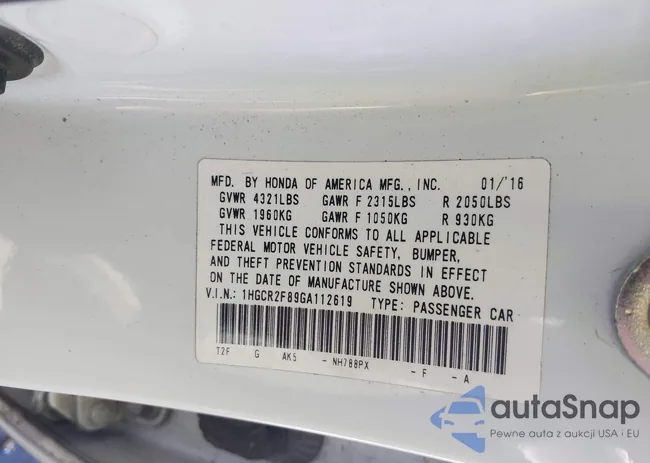 MFD. BY HONDA OF AMERICA MFG., INC. 01/'16
GVWR 4321LBS GAWR F 2315LBS R 2050LBS
GVWR 1960KG GAWR F 1050KG R 930KG
THIS VEHICLE CONFORMS TO ALL APPLICABLE
FEDERAL MOTOR VEHICLE SAFETY, BUMPER,
AND THEFT PREVENTION STANDARDS IN EFFECT
ON THE DATE OF MANUFACTURE SHOWN ABOVE.
V.I.N.: 1HGCR2F89GA112619 TYPE: PASSENGER CAR
T2F G AK5 - NH788PX - F - A
autaSnap
Pewne auta z aukcji USA i EU